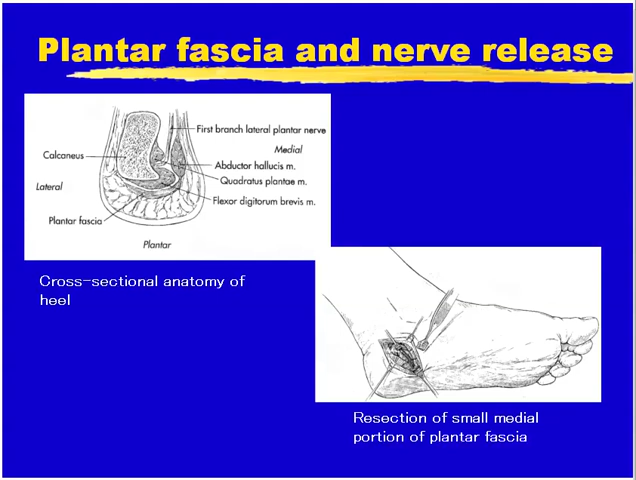 Plantar fascia and nerve release
First branch lateral plantar nerve
Medial
Calcaneus
Abductor hallucis m.
Quadratus plantae m.
Lateral
Flexor digitorum brevis m.
Plantar fascia
Plantar
Cross-sectional anatomy of
heel
Resection of small medial
portion of plantar fascia